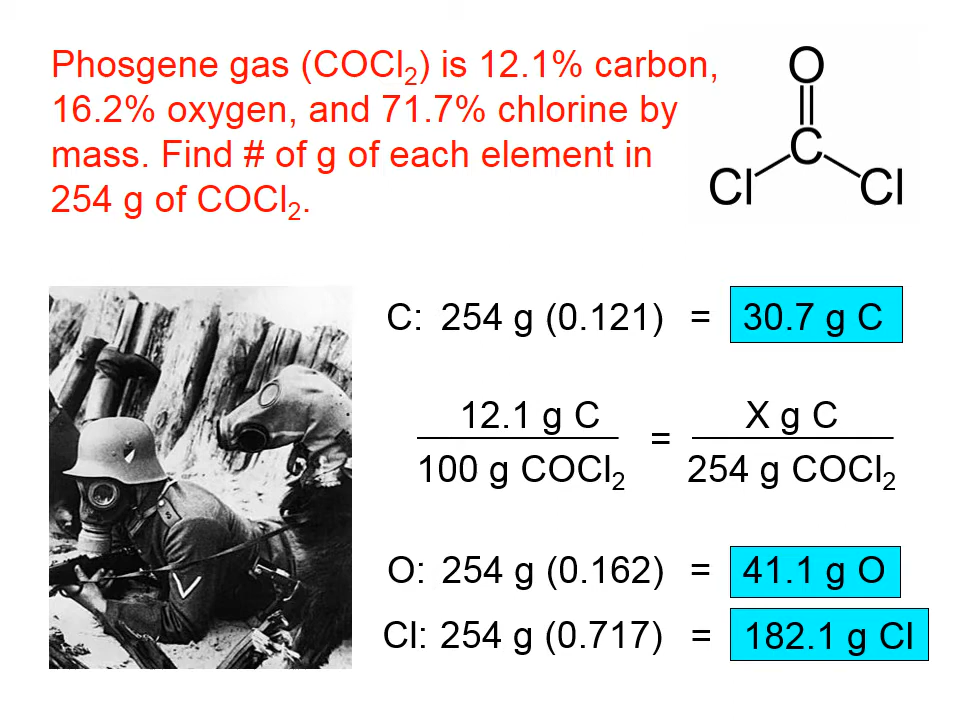 Phosgene gas (COCl₂) is 12.1% carbon,
16.2% oxygen, and 71.7% chlorine by
mass. Find # of g of each element in
254 g of COCl₂.
O
C
Cl Cl
C: 254 g (0.121) = 30.7 g C
12.1 g C = X g C
100 g COCl₂ 254 g COCl₂
O: 254 g (0.162) = 41.1 g O
Cl: 254 g (0.717) = 182.1 g Cl